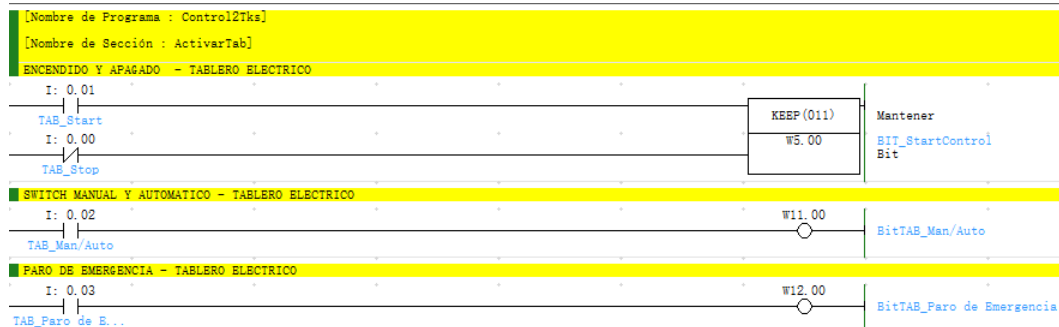 [Nombre de Programa : Control2Tks]
[Nombre de Sección : ActivarTab]
ENCENDIDO Y APAGADO - TABLERO ELECTRICO
I: 0.01
TAB_Start
KEEP(011)
Mantener
I: 0.00
TAB_Stop
W5.00
BIT_StartControl
Bit
SWITCH MANUAL Y AUTOMATICO - TABLERO ELECTRICO
I: 0.02
W11.00
TAB_Man/Auto
BitTAB_Man/Auto
PARO DE EMERGENCIA - TABLERO ELECTRICO
I: 0.03
W12.00
TAB_Paro de E...
BitTAB_Paro de Emergencia